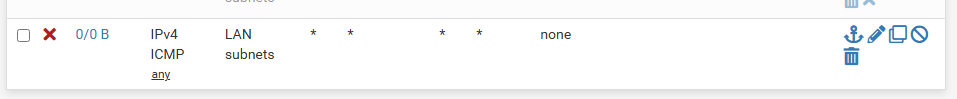 0/0 B IPv4 LAN * * * * none
ICMP subnets
any